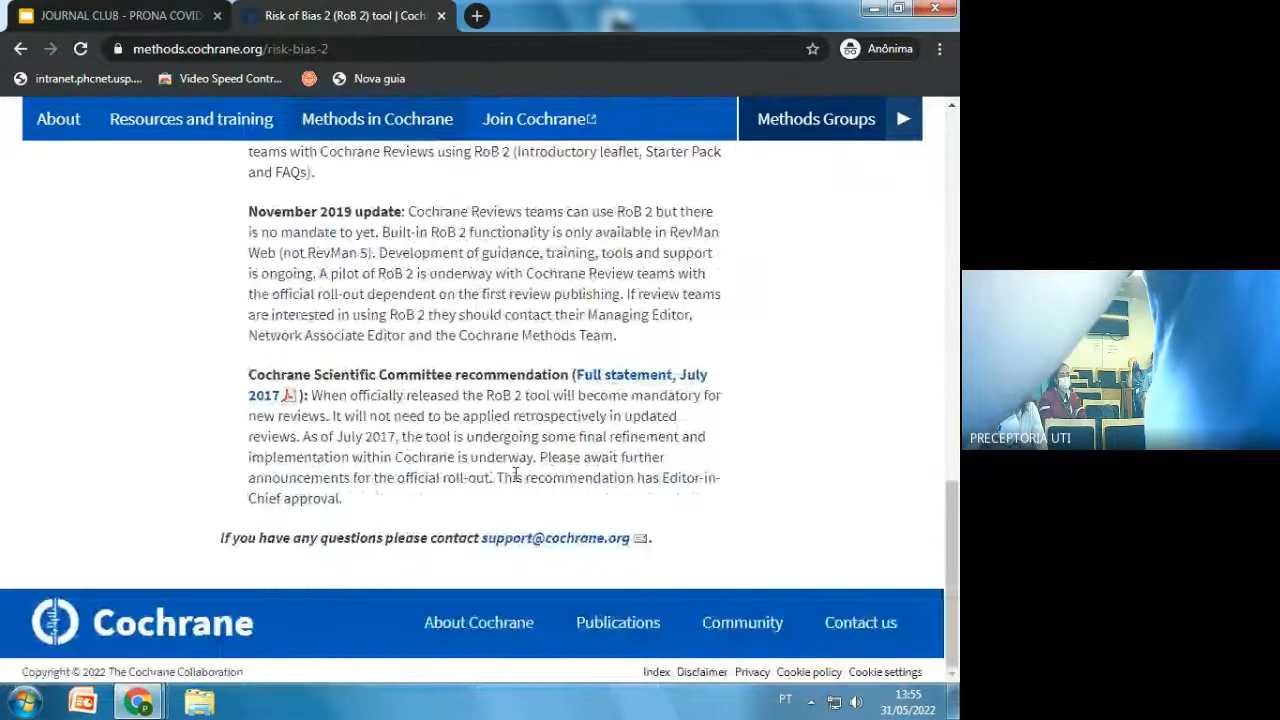 JOURNAL CLUB - PRONA COVID
Risk of Bias 2 (RoB 2) tool | Coch
methods.cochrane.org/risk-bias-2
Anônima
intranet.phcnet.usp....
Video Speed Contr...
Nova guia
About
Resources and training
Methods in Cochrane
Join Cochrane
Methods Groups
teams with Cochrane Reviews using RoB 2 (Introductory leaflet, Starter Pack
and FAQs).
November 2019 update: Cochrane Reviews teams can use RoB 2 but there
is no mandate to yet. Built-in RoB 2 functionality is only available in RevMan
Web (not RevMan 5). Development of guidance, training, tools and support
is ongoing. A pilot of RoB 2 is underway with Cochrane Review teams with
the official roll-out dependent on the first review publishing. If review teams
are interested in using RoB 2 they should contact their Managing Editor,
Network Associate Editor and the Cochrane Methods Team.
Cochrane Scientific Committee recommendation (Full statement, July
2017 ): When officially released the RoB 2 tool will become mandatory for
new reviews. It will not need to be applied retrospectively in updated
reviews. As of July 2017, the tool is undergoing some final refinement and
implementation within Cochrane is underway. Please await further
announcements for the official roll-out. This recommendation has Editor-in-
Chief approval.
If you have any questions please contact support@cochrane.org .
Cochrane
About Cochrane
Publications
Community
Contact us
Copyright © 2022 The Cochrane Collaboration
Index Disclaimer Privacy Cookie policy Cookie settings
PT
13:55
31/05/2022
PRECEPTORIA UTI